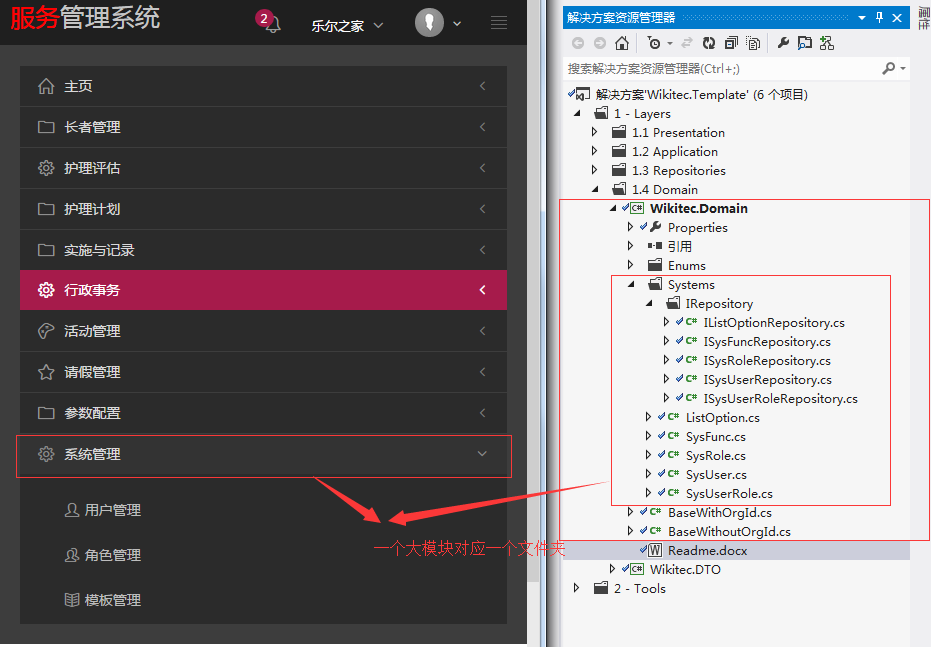 服务管理系统
2
乐尔之家
主页
长者管理
护理评估
护理计划
实施与记录
行政事务
活动管理
请假管理
参数配置
系统管理
用户管理
角色管理
模板管理
一个大模块对应一个文件夹
解决方案资源管理器
搜索解决方案资源管理器(Ctrl+;)
解决方案'Wikitec.Template' (6 个项目)
1 - Layers
1.1 Presentation
1.2 Application
1.3 Repositories
1.4 Domain
C# Wikitec.Domain
Properties
引用
Enums
Systems
IRepository
C# IListOptionRepository.cs
C# ISysFuncRepository.cs
C# ISysRoleRepository.cs
C# ISysUserRepository.cs
C# ISysUserRoleRepository.cs
C# ListOption.cs
C# SysFunc.cs
C# SysRole.cs
C# SysUser.cs
C# SysUserRole.cs
C# BaseWithOrgId.cs
C# BaseWithoutOrgId.cs
W Readme.docx
C# Wikitec.DTO
2 - Tools